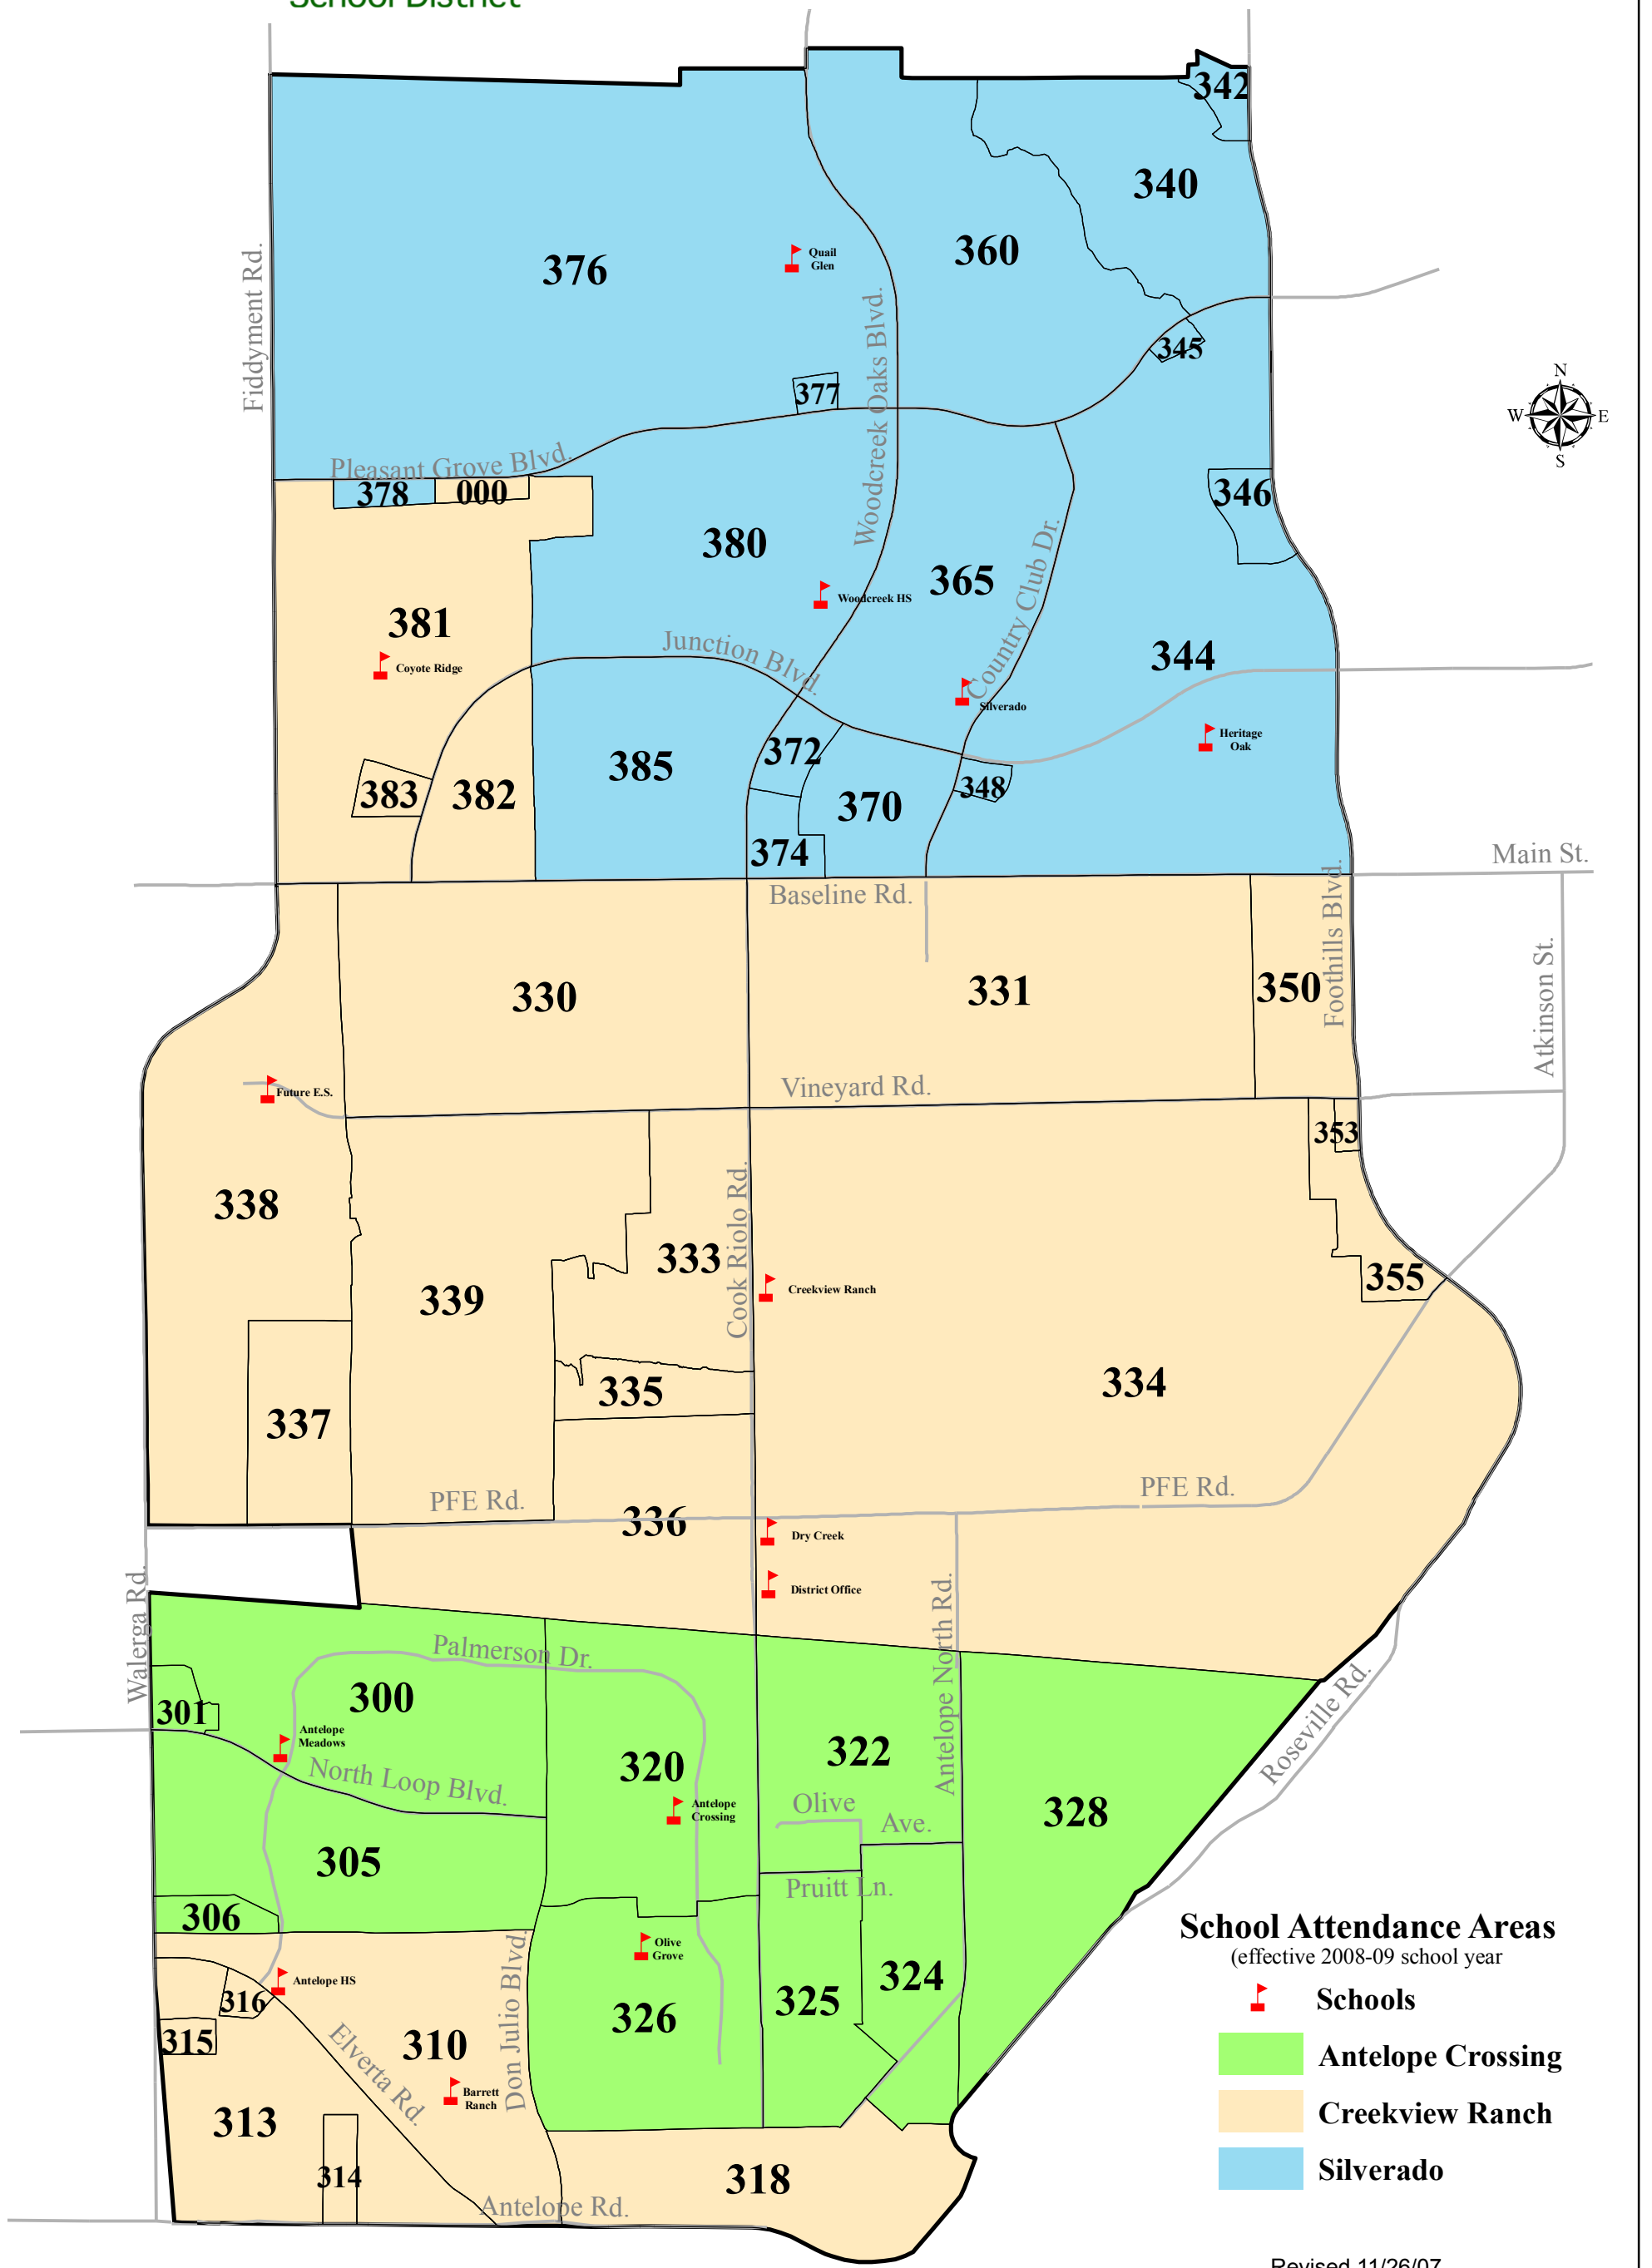 School District
342
340
360
376
Quail
Glen
Fiddyment Rd.
Woodcreek Oaks Blvd.
345
N
W
E
S
377
Pleasant Grove Blvd.
378
000
346
380
365
Country Club Dr.
Woodcreek HS
381
Coyote Ridge
Junction Blvd.
344
Silverado
Heritage
Oak
372
385
348
383
382
370
374
Main St.
Baseline Rd.
Foothills Blvd.
330
331
350
Atkinson St.
Vineyard Rd.
Future E.S.
353
338
333
Cook Riolo Rd.
Creekview Ranch
355
339
334
335
337
PFE Rd.
PFE Rd.
336
Dry Creek
District Office
Walerga Rd.
Antelope North Rd.
Palmerson Dr.
300
301
Antelope
Meadows
North Loop Blvd.
320
322
Roseville Rd.
Antelope
Crossing
Olive
Ave.
328
305
Pruitt Ln.
306
Olive
Grove
Don Julio Blvd.
Antelope HS
316
324
325
326
315
310
Elverta Rd.
Barrett
Ranch
313
314
318
Antelope Rd.
School Attendance Areas
(effective 2008-09 school year
Schools
Antelope Crossing
Creekview Ranch
Silverado
Revised 11/26/07